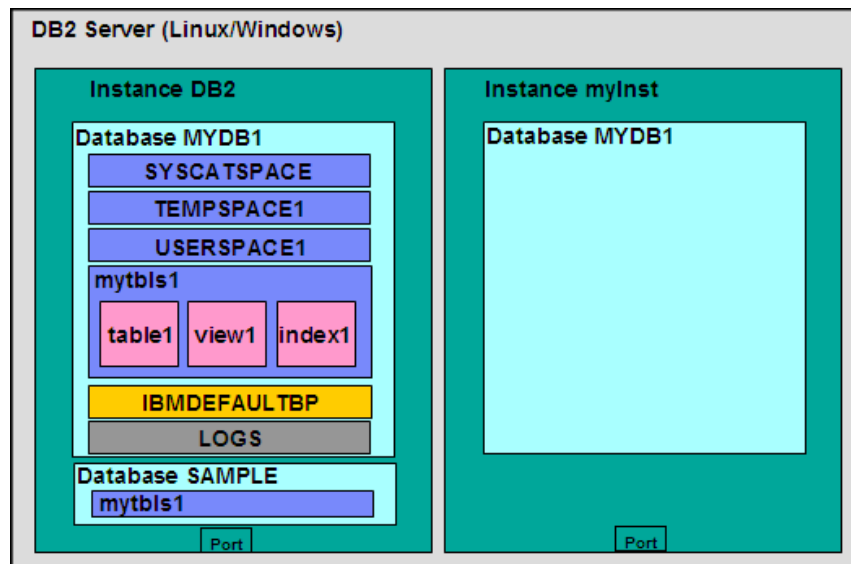 DB2 Server (Linux/Windows)
Instance DB2
Database MYDB1
SYSCATSPACE
TEMPSPACE1
USERSPACE1
mytbls1
table1 view1 index1
IBMDEFAULTBP
LOGS
Database SAMPLE
mytbls1
Port
Instance myInst
Database MYDB1
Port